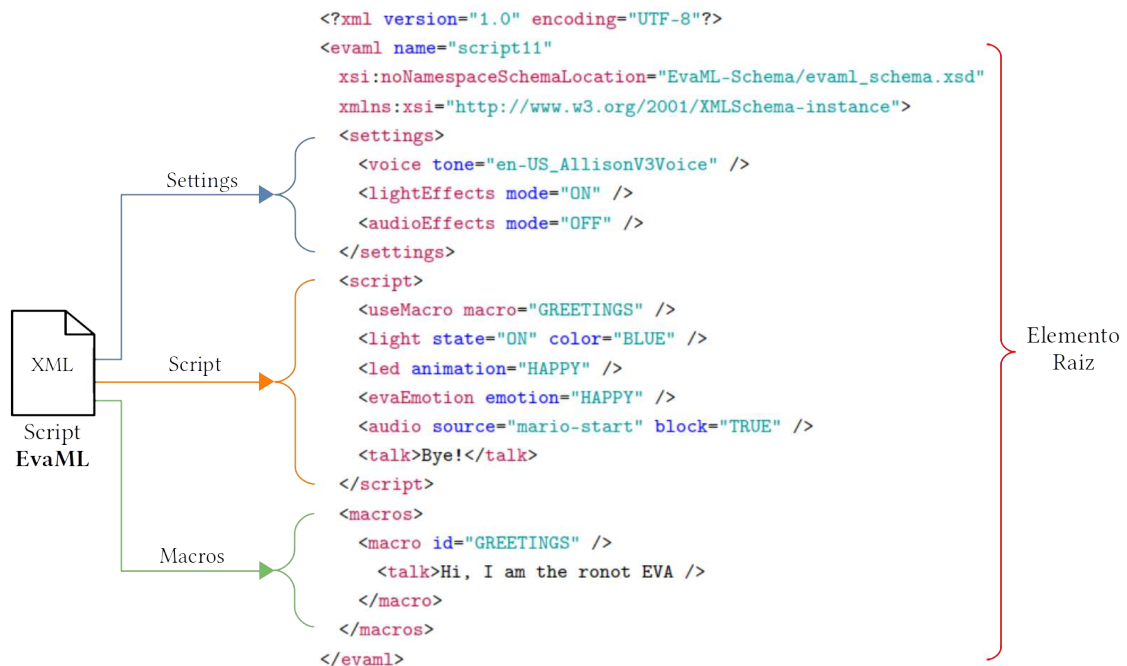 <?xml version="1.0" encoding="UTF-8"?>
<evaml name="script11"
xsi:noNamespaceSchemaLocation="EvaML-Schema/evaml_schema.xsd"
xmlns:xsi="http://www.w3.org/2001/XMLSchema-instance">
<settings>
<voice tone="en-US_AllisonV3Voice" />
<lightEffects mode="ON" />
<audioEffects mode="OFF" />
</settings>
<script>
<useMacro macro="GREETINGS" />
<light state="ON" color="BLUE" />
<led animation="HAPPY" />
<evaEmotion emotion="HAPPY" />
<audio source="mario-start" block="TRUE" />
<talk>Bye!</talk>
</script>
<macros>
<macro id="GREETINGS" />
<talk>Hi, I am the ronot EVA />
</macro>
</macros>
</evaml>
Settings
Script
Macros
XML
Script
EvaML
Elemento
Raiz